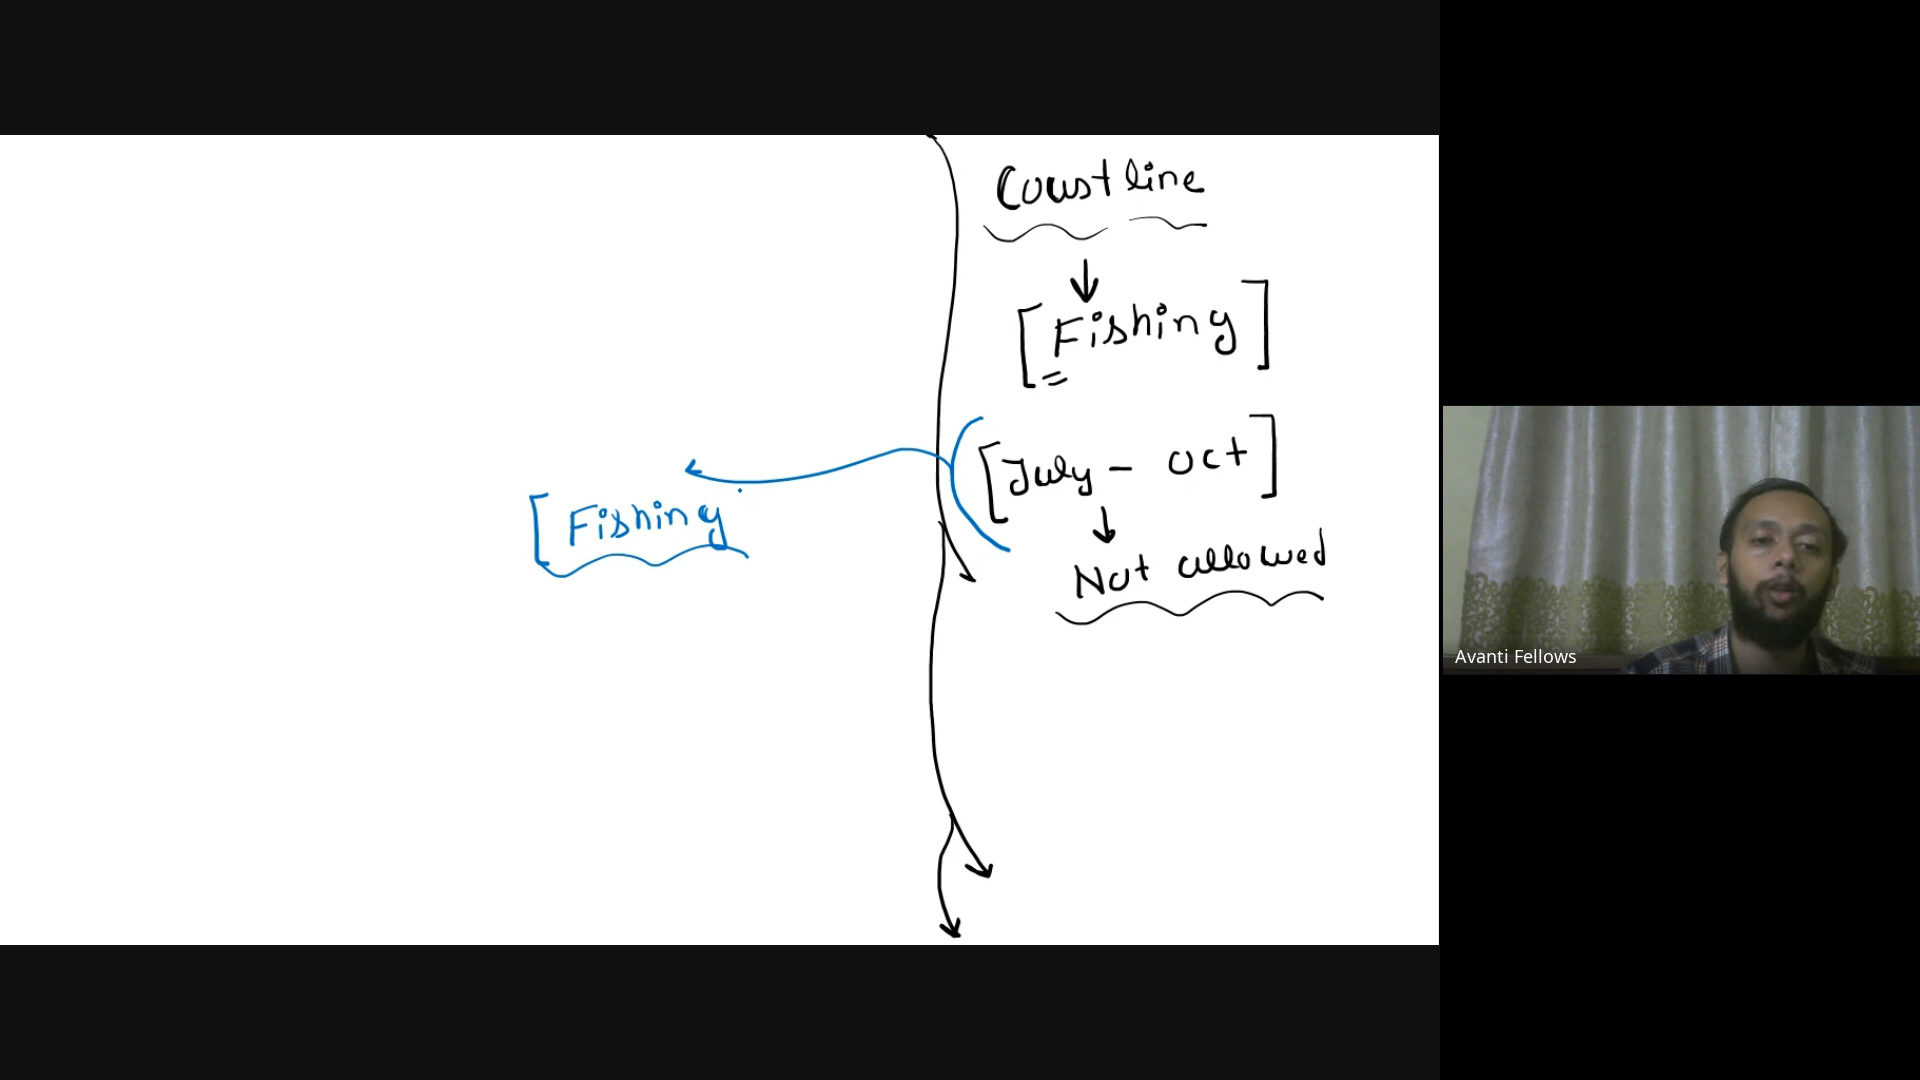 Coastline
[Fishing]
[July - Oct]
Not allowed
[Fishing
Avanti Fellows